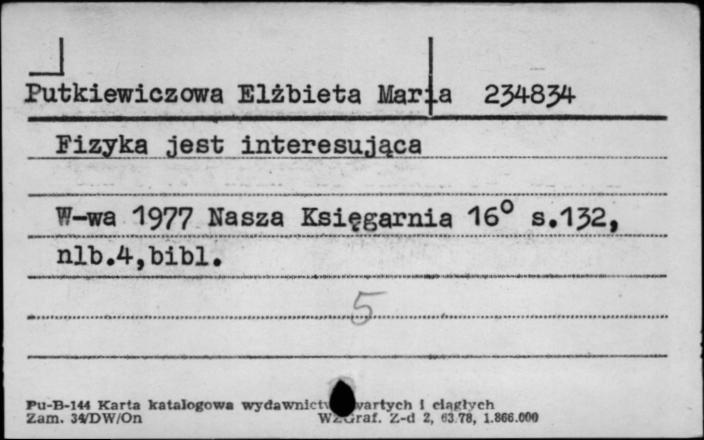 Putkiewiczowa Elżbieta Maria 234834
Fizyka jest interesująca
W-wa 1977 Nasza Księgarnia 16° s.132,
nlb.4,bibl.
5
Pu-B-144 Karta katalogowa wydawnictw zwartych i ciągłych
Zam. 34/DW/On WZGraf. Z-d 2, 63.78, 1.866.000